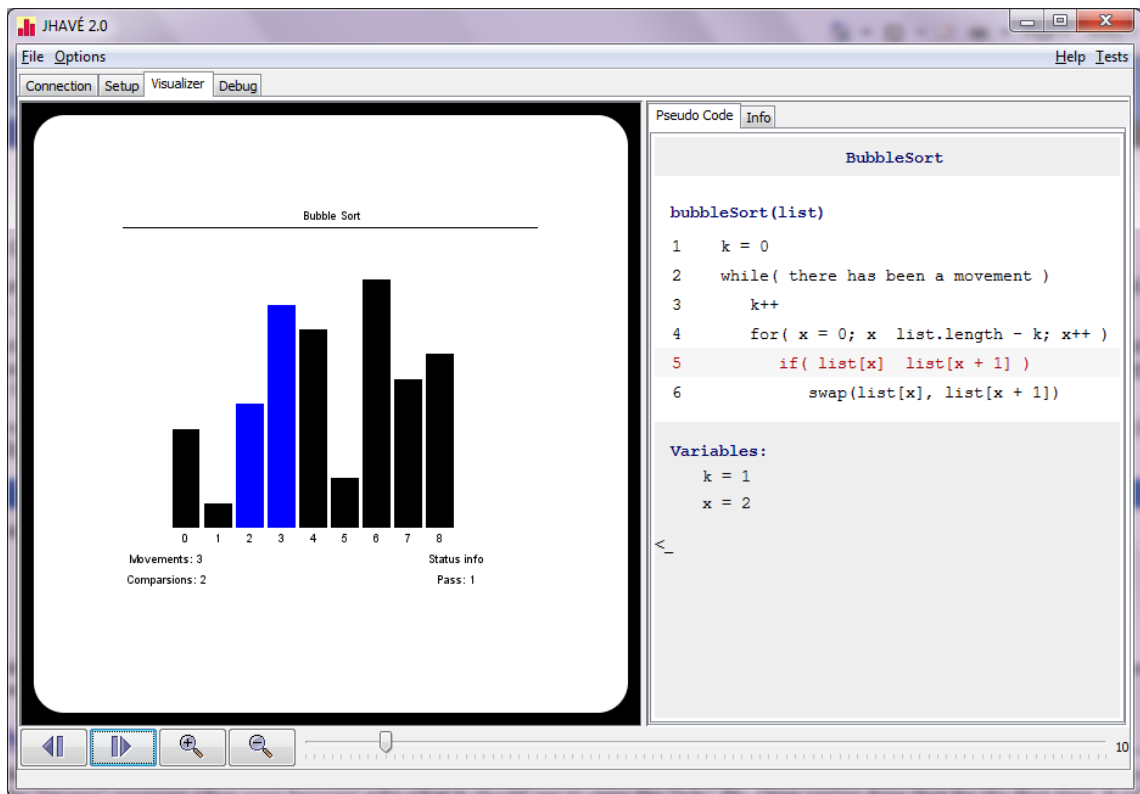 JHAVÉ 2.0
File Options Help Tests
Connection Setup Visualizer Debug
Bubble Sort
0 1 2 3 4 5 6 7 8
Movements: 3 Status info
Comparsions: 2 Pass: 1
Pseudo Code Info
BubbleSort
bubbleSort(list)
1 k = 0
2 while( there has been a movement )
3 k++
4 for( x = 0; x list.length - k; x++ )
5 if( list[x] list[x + 1] )
6 swap(list[x], list[x + 1])
Variables:
k = 1
x = 2
<_
10